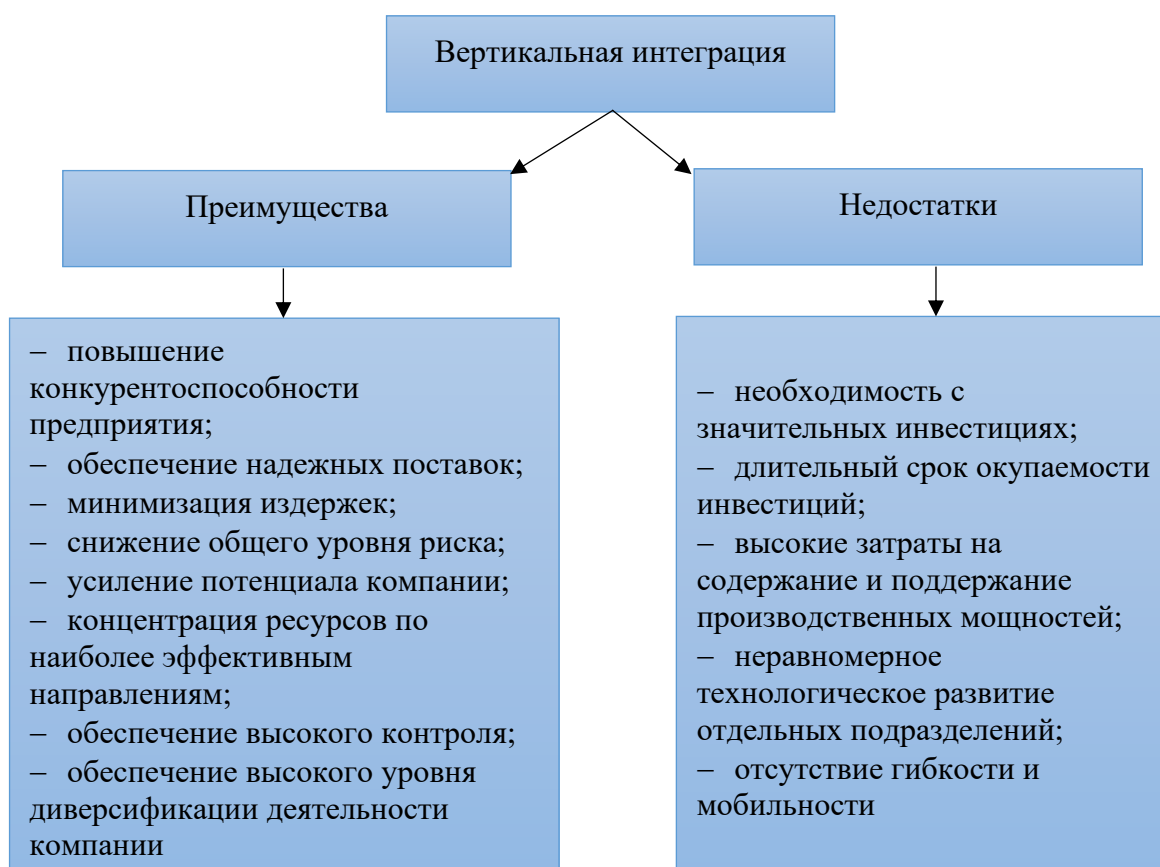 Вертикальная интеграция
Преимущества
Недостатки
– повышение
конкурентоспособности
предприятия;
– обеспечение надежных поставок;
– минимизация издержек;
– снижение общего уровня риска;
– усиление потенциала компании;
– концентрация ресурсов по
наиболее эффективным
направлениям;
– обеспечение высокого контроля;
– обеспечение высокого уровня
диверсификации деятельности
компании
– необходимость с
значительных инвестициях;
– длительный срок окупаемости
инвестиций;
– высокие затраты на
содержание и поддержание
производственных мощностей;
– неравномерное
технологическое развитие
отдельных подразделений;
– отсутствие гибкости и
мобильности